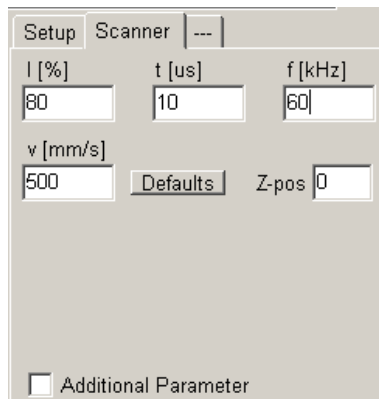 Setup Scanner ---
I [%] t [us] f [kHz]
80 10 60
v [mm/s]
500 Defaults Z-pos 0
Additional Parameter